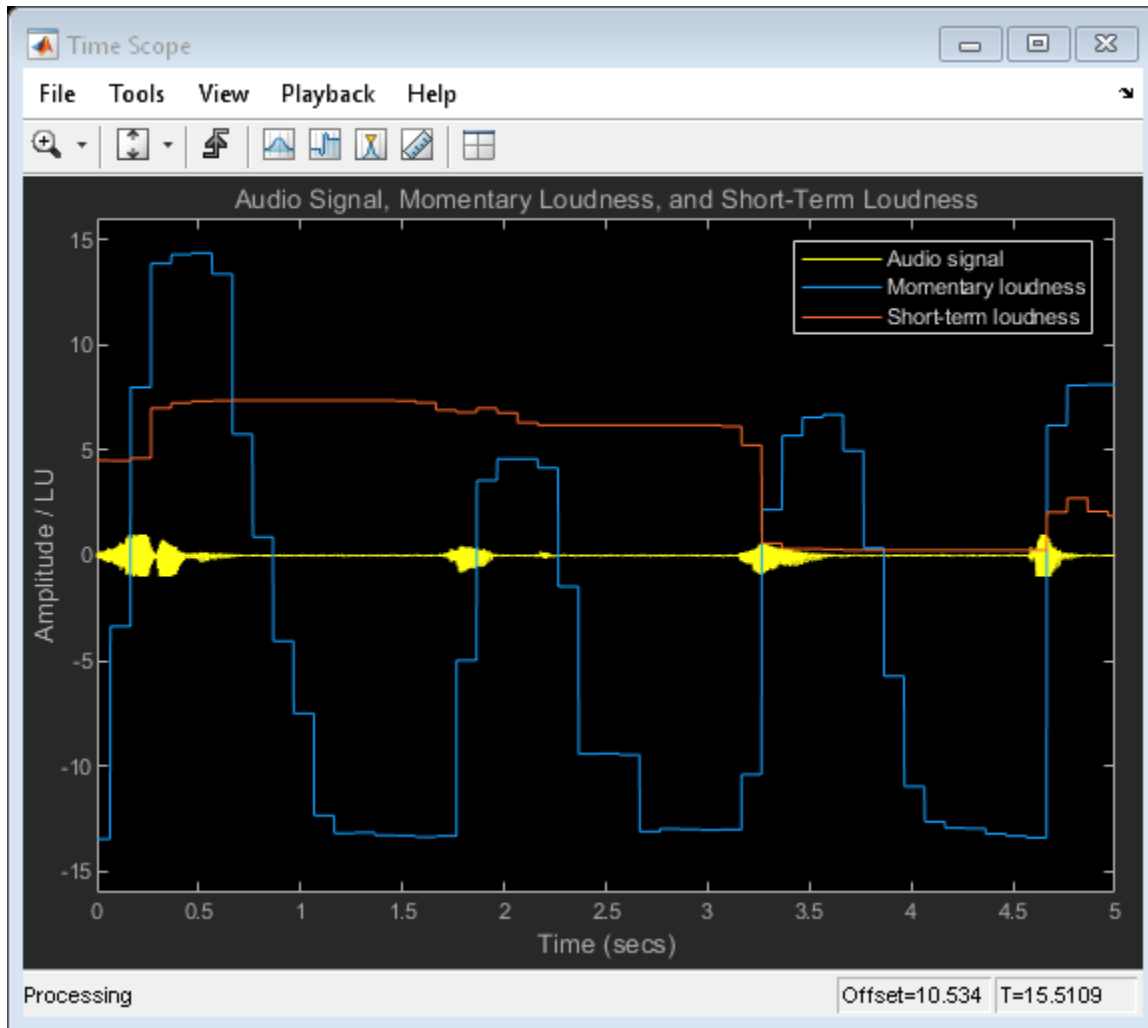 Time Scope
File Tools View Playback Help
Audio Signal, Momentary Loudness, and Short-Term Loudness
15
10
5
0
-5
-10
-15
Amplitude / LU
Audio signal
Momentary loudness
Short-term loudness
0 0.5 1 1.5 2 2.5 3 3.5 4 4.5 5
Time (secs)
Processing Offset=10.534 T=15.5109